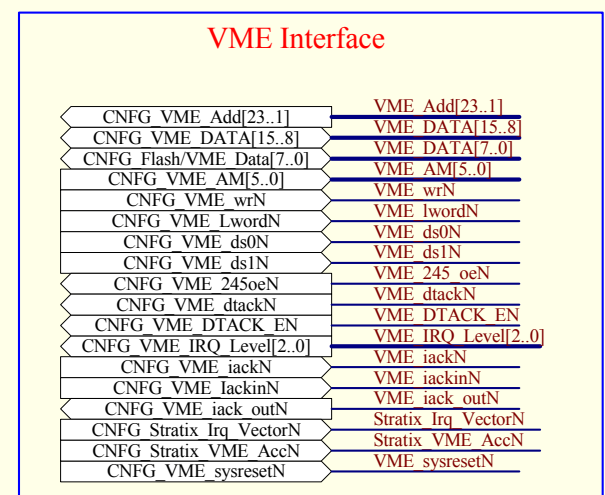 VME Interface
CNFG_VME_Add[23..1] VME_Add[23..1]
CNFG_VME_DATA[15..8] VME_DATA[15..8]
CNFG_Flash/VME_Data[7..0] VME_DATA[7..0]
CNFG_VME_AM[5..0] VME_AM[5..0]
CNFG_VME_wrN VME_wrN
CNFG_VME_LwordN VME_lwordN
CNFG_VME_ds0N VME_ds0N
CNFG_VME_ds1N VME_ds1N
CNFG_VME_245oeN VME_245_oeN
CNFG_VME_dtackN VME_dtackN
CNFG_VME_DTACK_EN VME_DTACK_EN
CNFG_VME_IRQ_Level[2..0] VME_IRQ_Level[2..0]
CNFG_VME_iackN VME_iackN
CNFG_VME_IackinN VME_iackinN
CNFG_VME_iack_outN VME_iack_outN
CNFG_Stratix_Irq_VectorN Stratix_Irq_VectorN
CNFG_Stratix_VME_AccN Stratix_VME_AccN
CNFG_VME_sysresetN VME_sysresetN